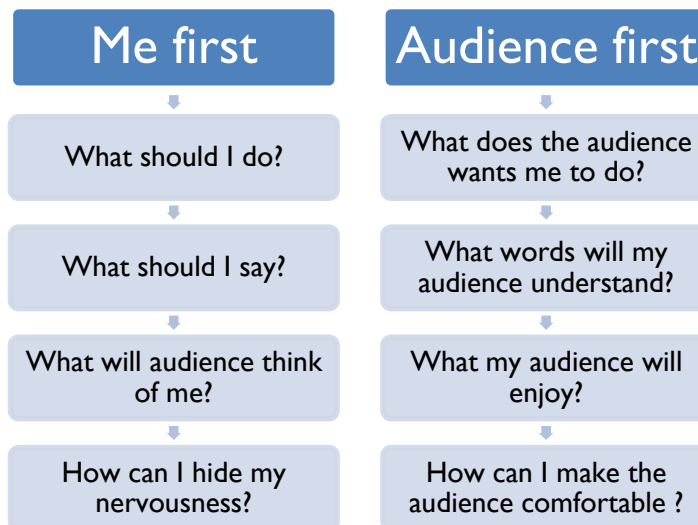 Me first
What should I do?
What should I say?
What will audience think
of me?
How can I hide my
nervousness?
Audience first
What does the audience
wants me to do?
What words will my
audience understand?
What my audience will
enjoy?
How can I make the
audience comfortable ?